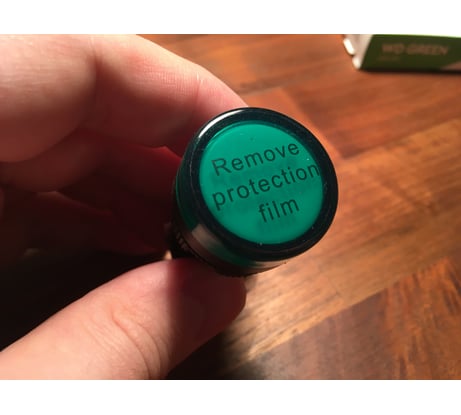 Remove
protection
film
WD-GREEN